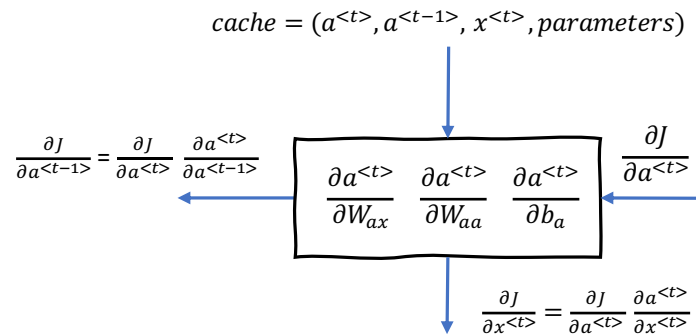 cache = (a^{<t>}, a^{<t−1>}, x^{<t>}, parameters)
∂J/∂a^{<t−1>} = ∂J/∂a^{<t>} ∂a^{<t>}/∂a^{<t−1>}
∂a^{<t>}/∂W_{ax} ∂a^{<t>}/∂W_{aa} ∂a^{<t>}/∂b_a
∂J/∂a^{<t>}
∂J/∂x^{<t>} = ∂J/∂a^{<t>} ∂a^{<t>}/∂x^{<t>}